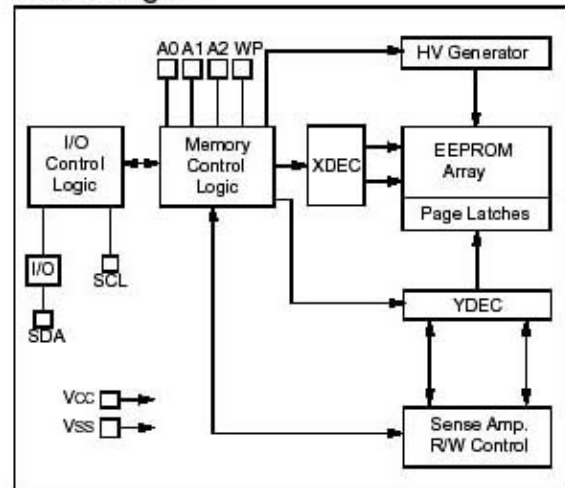 A0 A1 A2 WP
HV Generator
I/O
Control
Logic
Memory
Control
Logic
XDEC
EEPROM
Array
Page Latches
I/O
SCL
SDA
YDEC
VCC
VSS
Sense Amp.
R/W Control